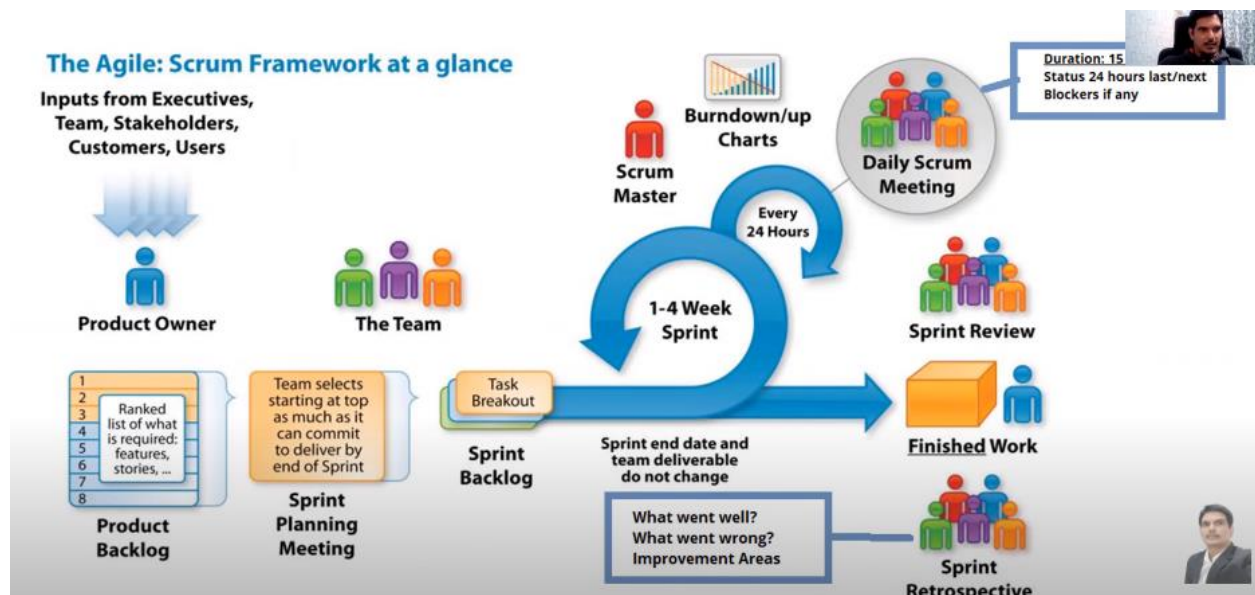 The Agile: Scrum Framework at a glance
Inputs from Executives,
Team, Stakeholders,
Customers, Users
Product Owner
The Team
Scrum
Master
Burndown/up
Charts
Daily Scrum
Meeting
Duration: 15
Status 24 hours last/next
Blockers if any
Every
24 Hours
1-4 Week
Sprint
Sprint Review
1
2
3
4
5
6
7
8
Ranked
list of what
is required:
features,
stories, ...
Product
Backlog
Team selects
starting at top
as much as it
can commit
to deliver by
end of Sprint
Sprint
Planning
Meeting
Task
Breakout
Sprint
Backlog
Sprint end date and
team deliverable
do not change
Finished Work
What went well?
What went wrong?
Improvement Areas
Sprint
Retrospective